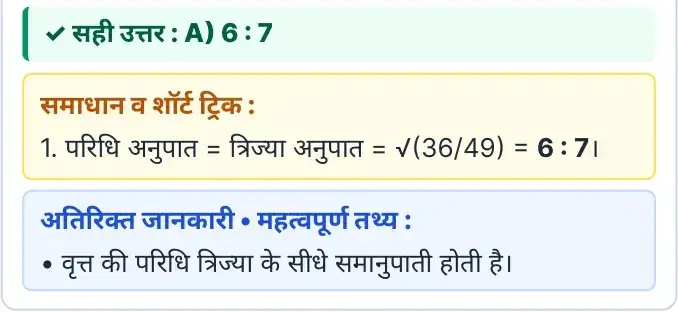 ✓ सही उत्तर : A) 6 : 7
समाधान व शॉर्ट ट्रिक :
1. परिधि अनुपात = त्रिज्या अनुपात = √(36/49) = 6 : 7।
अतिरिक्त जानकारी • महत्वपूर्ण तथ्य :
• वृत्त की परिधि त्रिज्या के सीधे समानुपाती होती है।